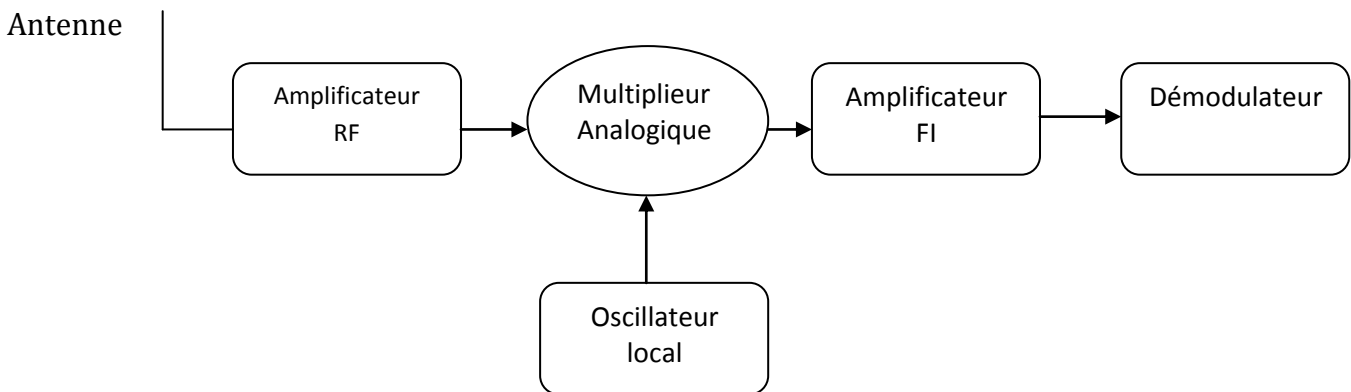 Antenne
Amplificateur
RF
Multiplieur
Analogique
Amplificateur
FI
Démodulateur
Oscillateur
local